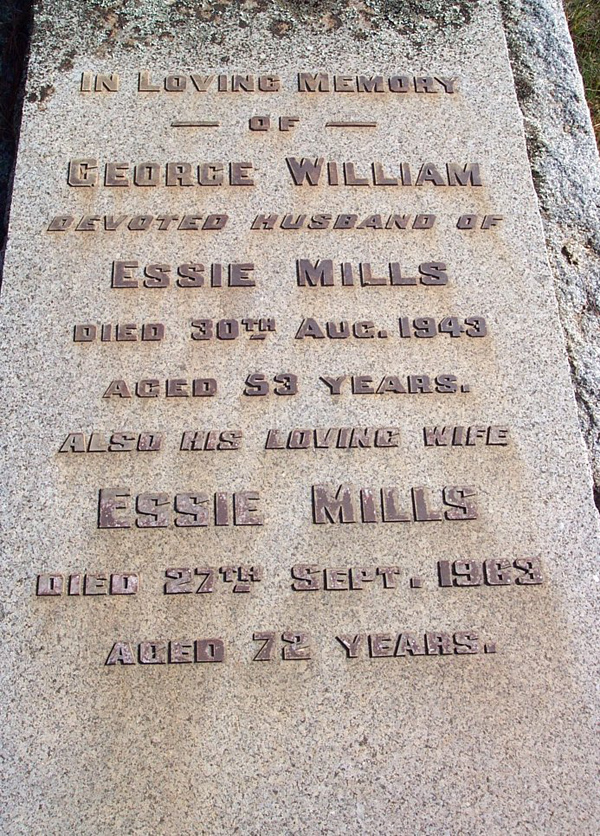 IN LOVING MEMORY
— OF —
GEORGE WILLIAM
DEVOTED HUSBAND OF
ESSIE MILLS
DIED 30TH AUG. 1943
AGED 53 YEARS.
ALSO HIS LOVING WIFE
ESSIE MILLS
DIED 27TH SEPT. 1963
AGED 72 YEARS.